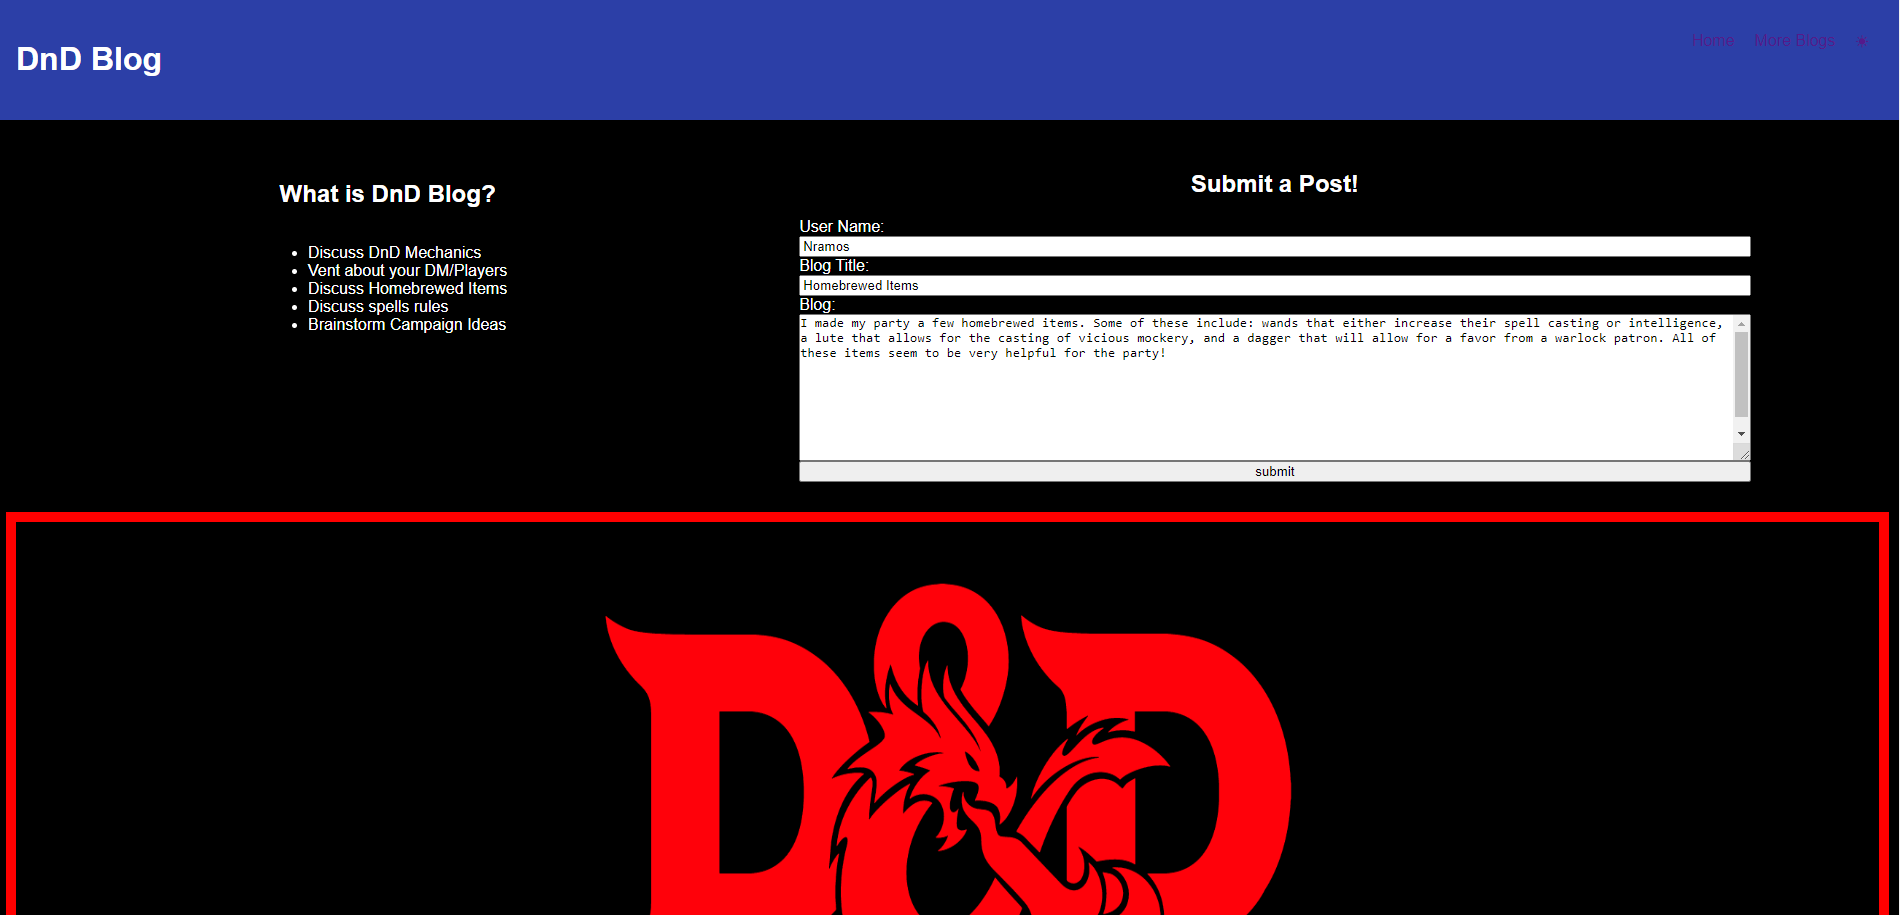 DnD Blog
Home More Blogs ☀
What is DnD Blog?
Discuss DnD Mechanics
Vent about your DM/Players
Discuss Homebrewed Items
Discuss spells rules
Brainstorm Campaign Ideas
Submit a Post!
User Name:
Nramos
Blog Title:
Homebrewed Items
Blog:
I made my party a few homebrewed items. Some of these include: wands that either increase their spell casting or intelligence,
a lute that allows for the casting of vicious mockery, and a dagger that will allow for a favor from a warlock patron. All of
these items seem to be very helpful for the party!
submit
D&D